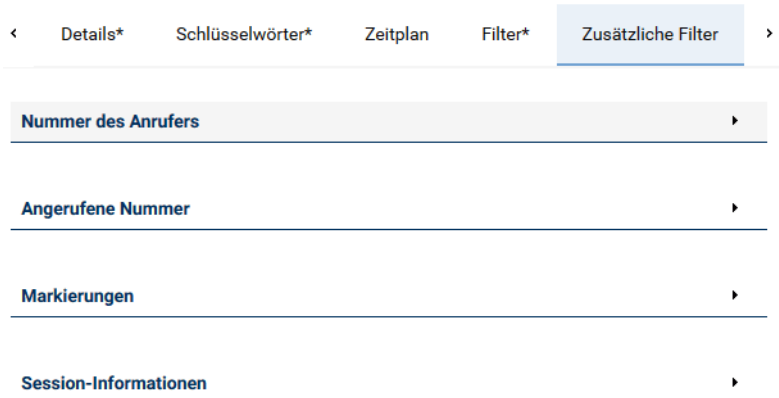 Details* Schlüsselwörter* Zeitplan Filter* Zusätzliche Filter
Nummer des Anrufers
Angerufene Nummer
Markierungen
Session-Informationen